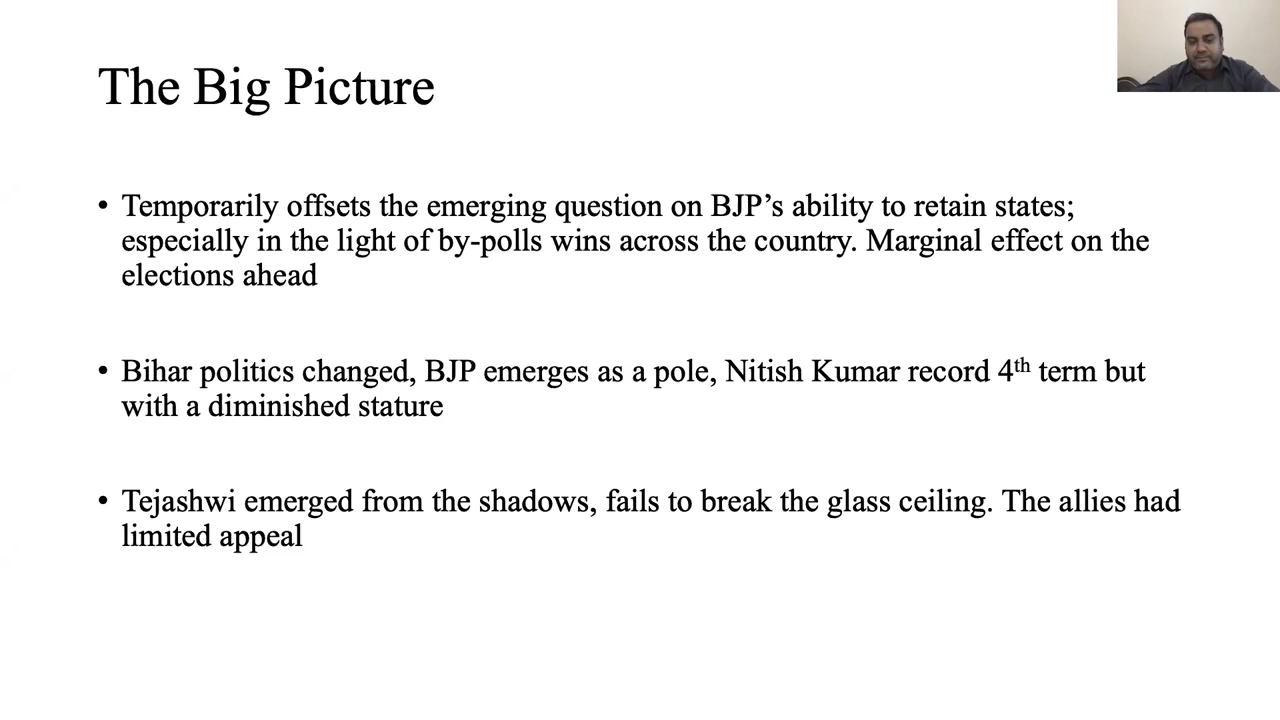 The Big Picture
• Temporarily offsets the emerging question on BJP’s ability to retain states;
especially in the light of by-polls wins across the country. Marginal effect on the
elections ahead
• Bihar politics changed, BJP emerges as a pole, Nitish Kumar record 4th term but
with a diminished stature
• Tejashwi emerged from the shadows, fails to break the glass ceiling. The allies had
limited appeal